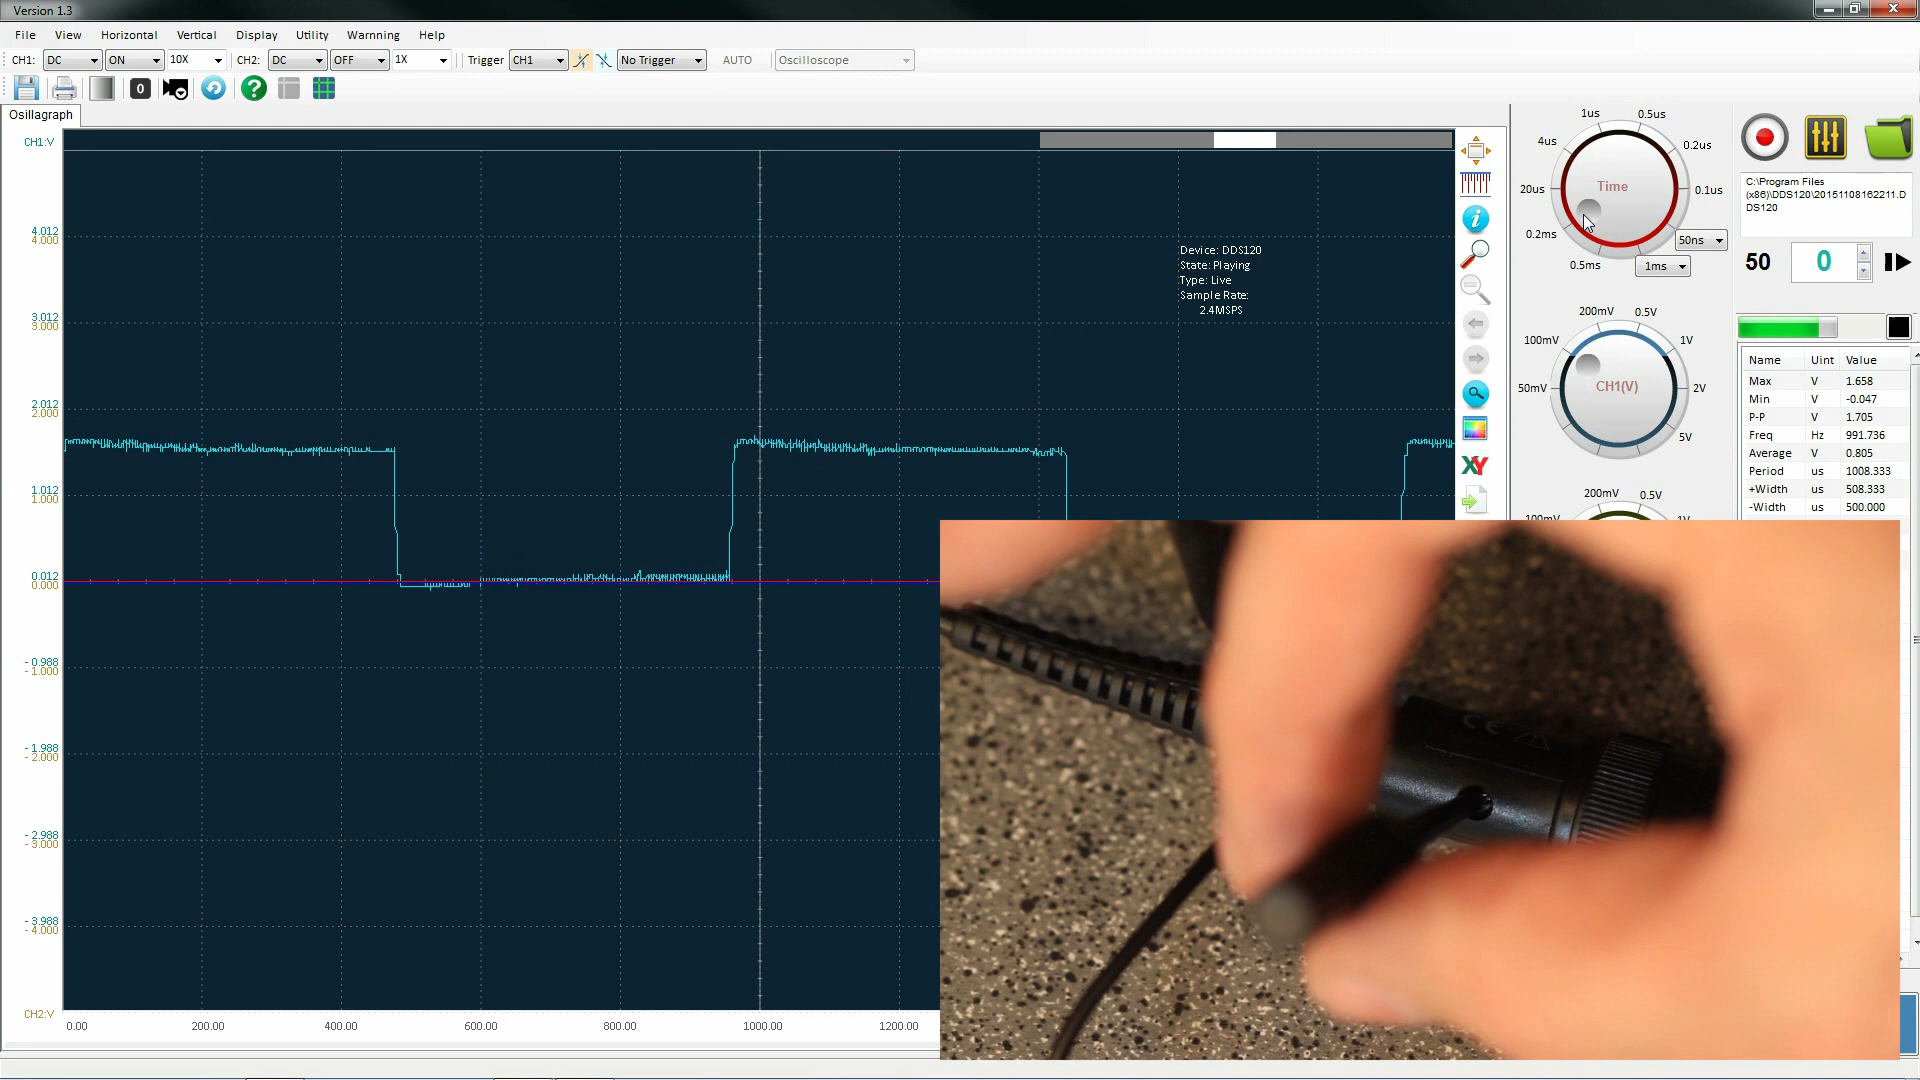 Version 1.3
File View Horizontal Vertical Display Utility Warnning Help
CH1: DC ON 10X CH2: DC OFF 1X Trigger CH1 No Trigger AUTO Oscilloscope
0
Osillagraph
CH1:V
4.012
4.000
3.012
3.000
2.012
2.000
1.012
1.000
0.012
0.000
- 0.988
- 1.000
- 1.988
- 2.000
- 2.988
- 3.000
- 3.988
- 4.000
CH2:V
0.00 200.00 400.00 600.00 800.00 1000.00 1200.00
Device: DDS120
State: Playing
Type: Live
Sample Rate:
2.4MSPS
XY
1us 0.5us
4us 0.2us
Time
20us 0.1us
0.2ms 50ns
0.5ms 1ms
200mV 0.5V
100mV 1V
50mV CH1(V) 2V
5V
200mV 0.5V
100mV 1V
C:\Program Files
(x86)\DDS120\20151108162211.D
DS120
50 0
Name Uint Value
Max V 1.658
Min V -0.047
P-P V 1.705
Freq Hz 991.736
Average V 0.805
Period us 1008.333
+Width us 508.333
-Width us 500.000
CE